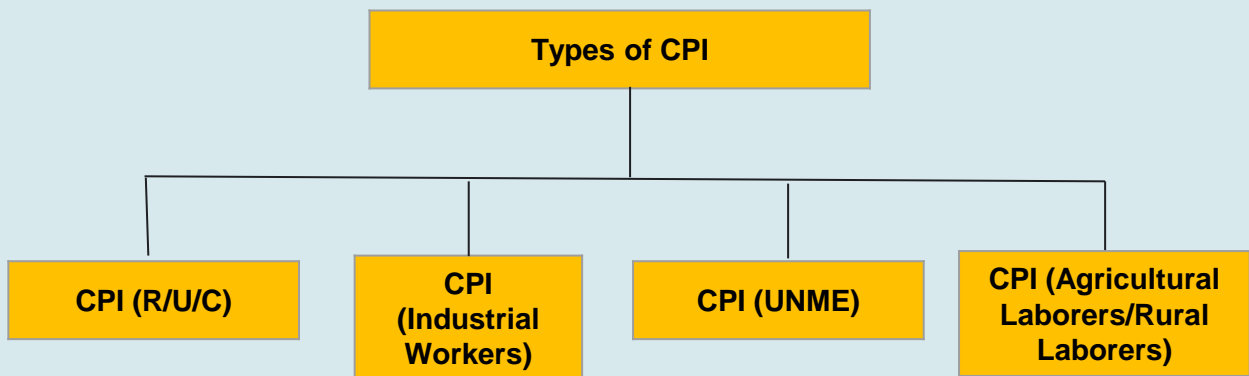 Types of CPI
CPI (R/U/C)
CPI
(Industrial
Workers)
CPI (UNME)
CPI (Agricultural
Laborers/Rural
Laborers)